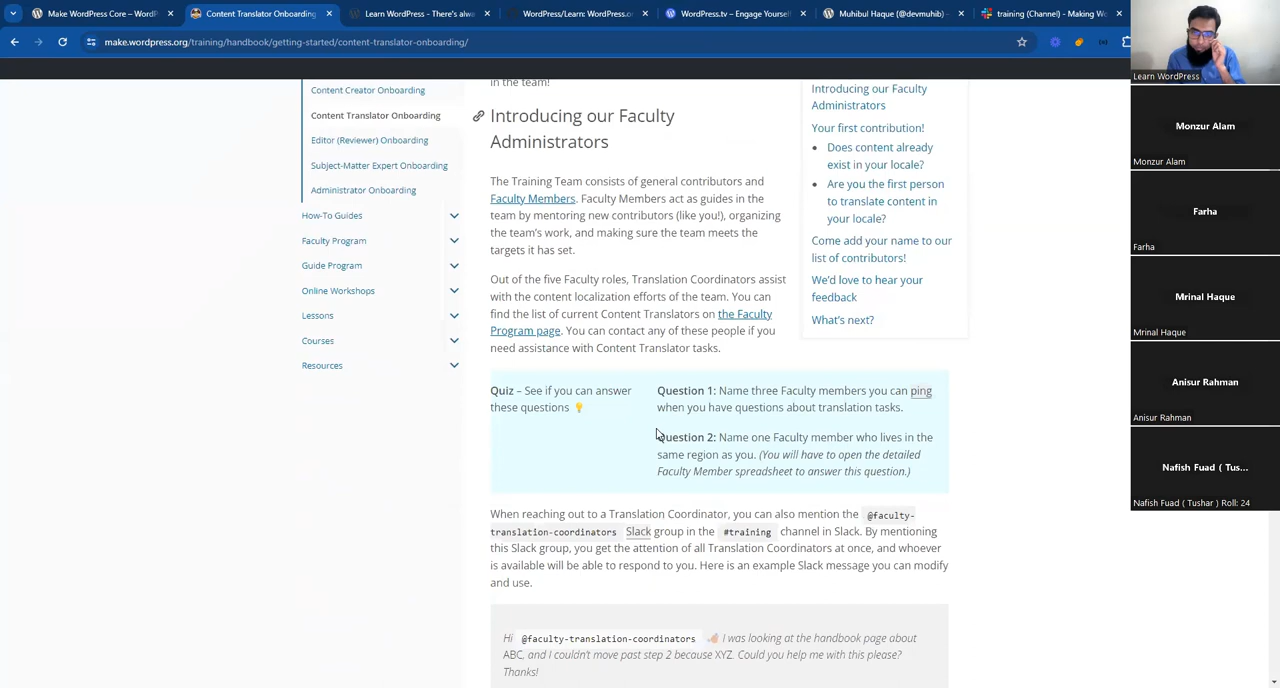 Make WordPress Core – WordP
Content Translator Onboarding
Learn WordPress - There's alwa
WordPress/Learn: WordPress.o
WordPress.tv – Engage Yourself
Muhibul Haque (@devmuhib) –
training (Channel) - Making Wo
make.wordpress.org/training/handbook/getting-started/content-translator-onboarding/
Content Creator Onboarding
Content Translator Onboarding
Editor (Reviewer) Onboarding
Subject-Matter Expert Onboarding
Administrator Onboarding
How-To Guides
Faculty Program
Guide Program
Online Workshops
Lessons
Courses
Resources
in the team!
Introducing our Faculty
Administrators
The Training Team consists of general contributors and
Faculty Members. Faculty Members act as guides in the
team by mentoring new contributors (like you!), organizing
the team's work, and making sure the team meets the
targets it has set.
Out of the five Faculty roles, Translation Coordinators assist
with the content localization efforts of the team. You can
find the list of current Content Translators on the Faculty
Program page. You can contact any of these people if you
need assistance with Content Translator tasks.
Quiz – See if you can answer
these questions 👇
Question 1: Name three Faculty members you can ping
when you have questions about translation tasks.
Question 2: Name one Faculty member who lives in the
same region as you. (You will have to open the detailed
Faculty Member spreadsheet to answer this question.)
When reaching out to a Translation Coordinator, you can also mention the @faculty-
translation-coordinators Slack group in the #training channel in Slack. By mentioning
this Slack group, you get the attention of all Translation Coordinators at once, and whoever
is available will be able to respond to you. Here is an example Slack message you can modify
and use.
Hi @faculty-translation-coordinators 👋🏼 I was looking at the handbook page about
ABC, and I couldn't move past step 2 because XYZ. Could you help me with this please?
Thanks!
Introducing our Faculty
Administrators
Your first contribution!
Does content already
exist in your locale?
Are you the first person
to translate content in
your locale?
Come add your name to our
list of contributors!
We'd love to hear your
feedback
What's next?
Learn WordPress
Monzur Alam
Monzur Alam
Farha
Farha
Mrinal Haque
Mrinal Haque
Anisur Rahman
Anisur Rahman
Nafish Fuad ( Tus...
Nafish Fuad ( Tushar ) Roll: 24